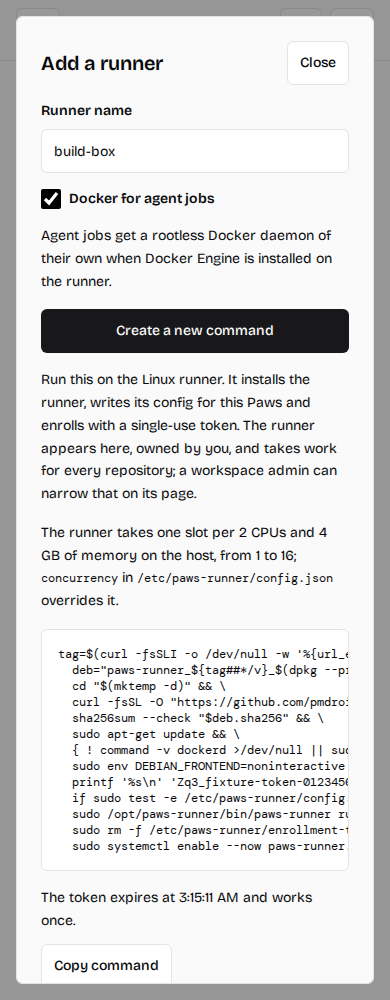 Add a runner
Close
Runner name
build-box
Docker for agent jobs
Agent jobs get a rootless Docker daemon of
their own when Docker Engine is installed on
the runner.
Create a new command
Run this on the Linux runner. It installs the
runner, writes its config for this Paws and
enrolls with a single-use token. The runner
appears here, owned by you, and takes work
for every repository; a workspace admin can
narrow that on its page.
The runner takes one slot per 2 CPUs and 4
GB of memory on the host, from 1 to 16;
concurrency in /etc/paws-runner/config.json
overrides it.
tag=$(curl -fsSLI -o /dev/null -w '%{url_e
deb="paws-runner_${tag##*/v}_$(dpkg --pr
cd "$(mktemp -d)" && \
curl -fsSL -O "https://github.com/pmdroi
sha256sum --check "$deb.sha256" && \
sudo apt-get update && \
{ ! command -v dockerd >/dev/null || sud
sudo env DEBIAN_FRONTEND=noninteractive
printf '%s\n' 'Zq3_fixture-token-0123456
if sudo test -e /etc/paws-runner/config.
sudo /opt/paws-runner/bin/paws-runner ru
sudo rm -f /etc/paws-runner/enrollment-t
sudo systemctl enable --now paws-runner.
The token expires at 3:15:11 AM and works
once.
Copy command